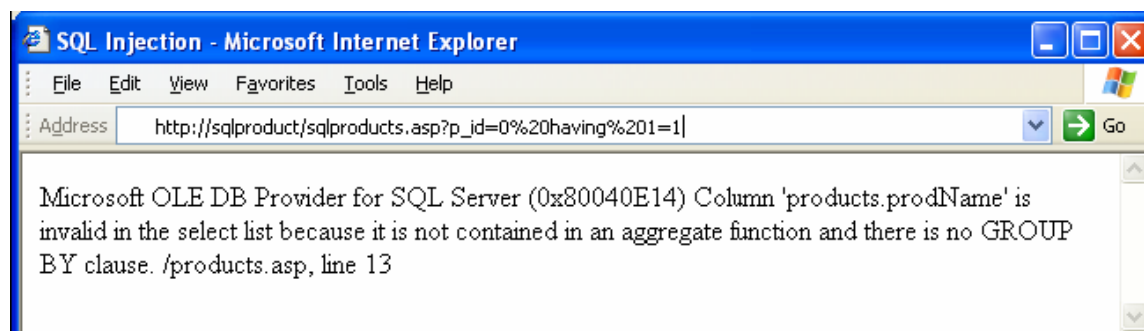 SQL Injection - Microsoft Internet Explorer
File Edit View Favorites Tools Help
Address http://sqlproduct/sqlproducts.asp?p_id=0%20having%201=1 Go
Microsoft OLE DB Provider for SQL Server (0x80040E14) Column 'products.prodName' is
invalid in the select list because it is not contained in an aggregate function and there is no GROUP
BY clause. /products.asp, line 13